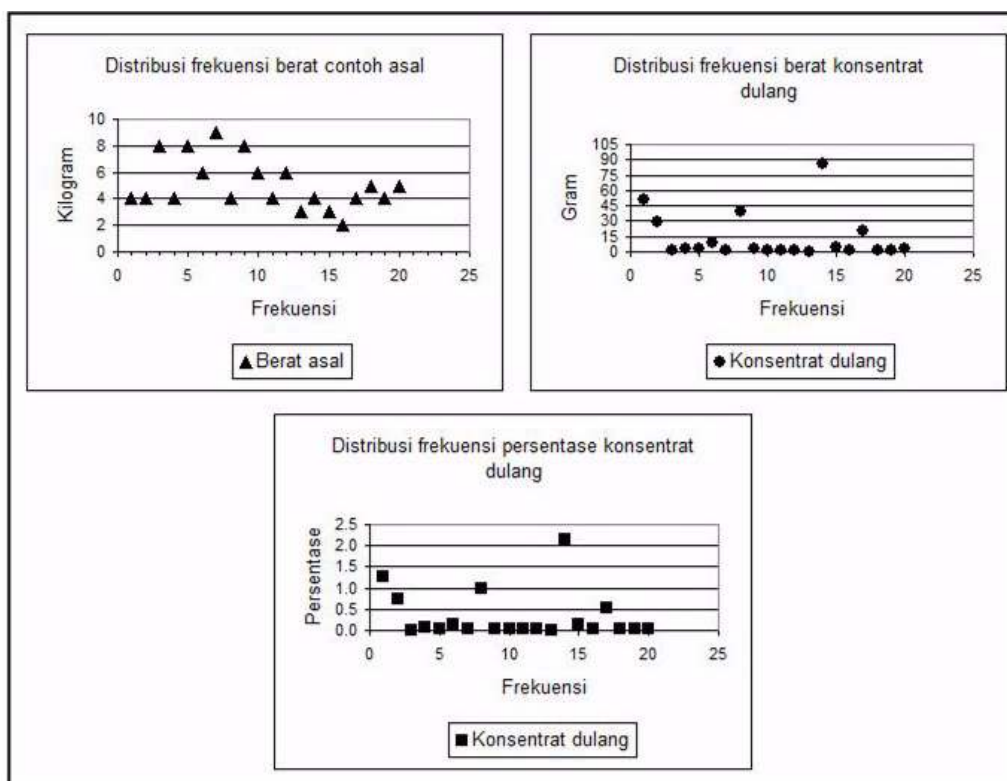 Distribusi frekuensi berat contoh asal
10
8
6
4
2
0
Kilogram
0 5 10 15 20 25
Frekuensi
Berat asal
Distribusi frekuensi berat konsentrat
dulang
105
90
75
60
45
30
15
0
Gram
0 5 10 15 20 25
Frekuensi
Konsentrat dulang
Distribusi frekuensi persentase konsentrat
dulang
2.5
2.0
1.5
1.0
0.5
0.0
Persentase
0 5 10 15 20 25
Frekuensi
Konsentrat dulang